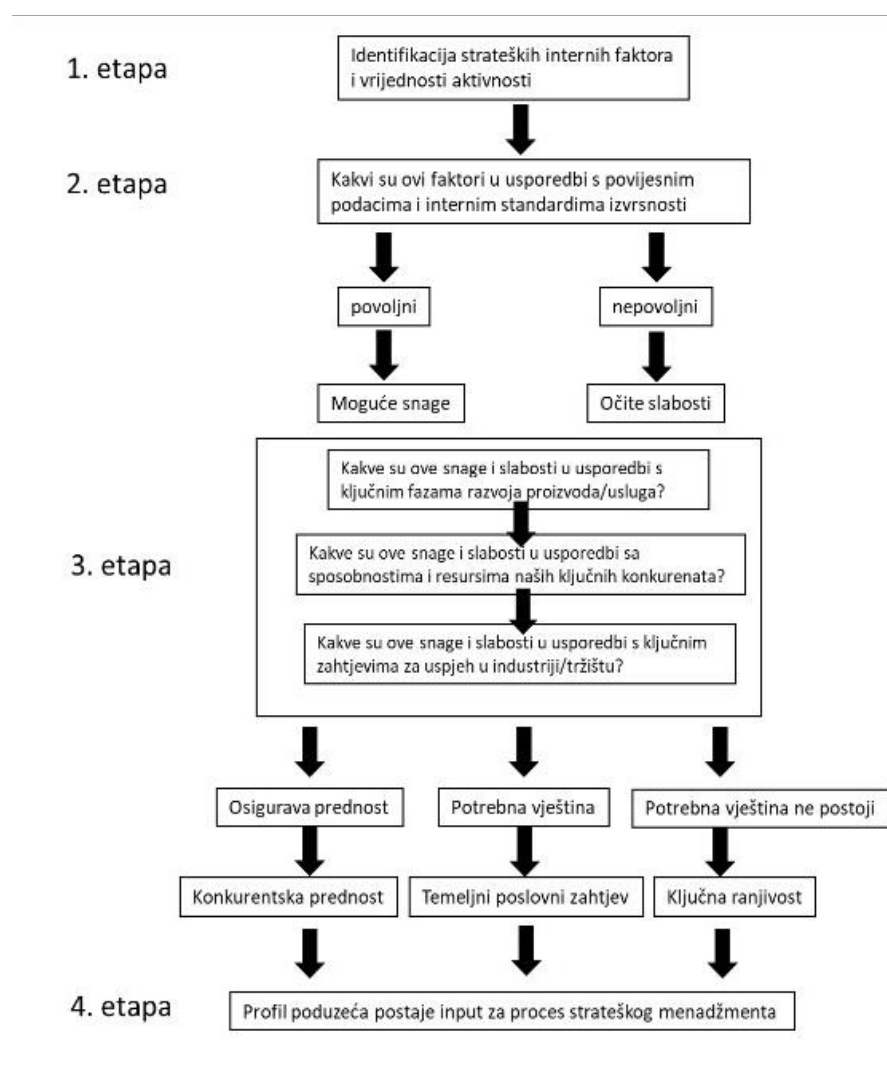 1. etapa
Identifikacija strateških internih faktora
i vrijednosti aktivnosti
2. etapa
Kakvi su ovi faktori u usporedbi s povijesnim
podacima i internim standardima izvrsnosti
povoljni
nepovoljni
Moguće snage
Očite slabosti
3. etapa
Kakve su ove snage i slabosti u usporedbi s
ključnim fazama razvoja proizvoda/usluga?
Kakve su ove snage i slabosti u usporedbi sa
sposobnostima i resursima naših ključnih konkurenata?
Kakve su ove snage i slabosti u usporedbi s ključnim
zahtjevima za uspjeh u industriji/tržištu?
Osigurava prednost
Potrebna vještina
Potrebna vještina ne postoji
Konkurentska prednost
Temeljni poslovni zahtjev
Ključna ranjivost
4. etapa
Profil poduzeća postaje input za proces strateškog menadžmenta